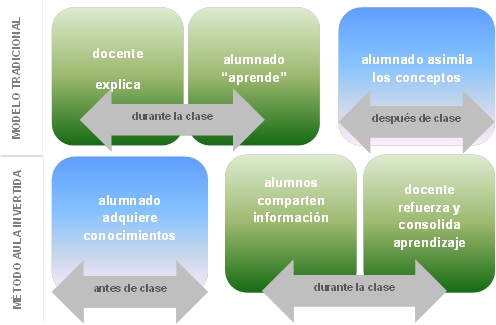 MODELO TRADICIONAL
docente
explica
alumnado
“aprende”
durante la clase
alumnado asimila
los conceptos
después de clase
MÉTODO AULA INVERTIDA
alumnado
adquiere
conocimientos
antes de clase
alumnos
comparten
información
docente
refuerza y
consolida
aprendizaje
durante la clase